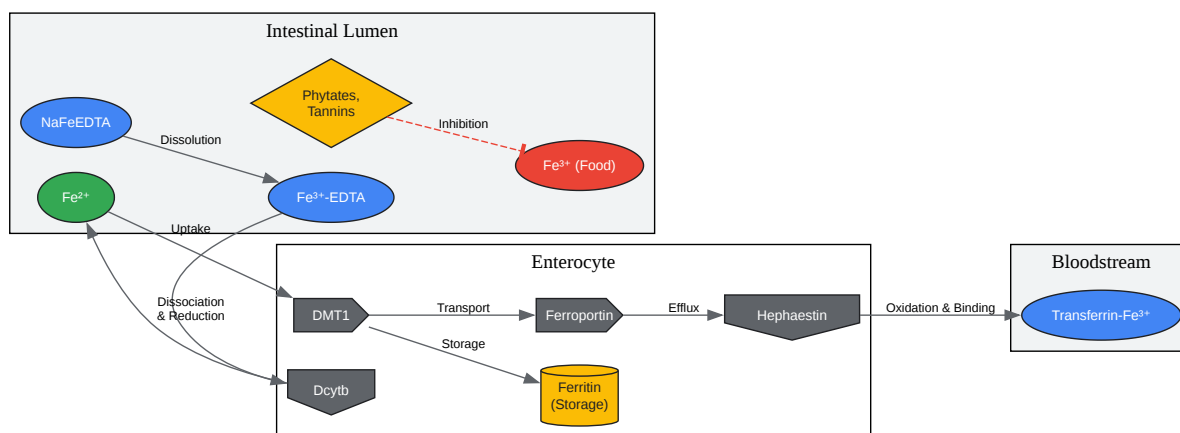 Intestinal Lumen
Phytates,
Tannins
NaFeEDTA
Inhibition
Dissolution
Fe³⁺ (Food)
Fe²⁺
Fe³⁺-EDTA
Uptake
Enterocyte
Bloodstream
Dissociation
& Reduction
DMT1
Transport
Ferroportin
Efflux
Hephaestin
Oxidation & Binding
Transferrin-Fe³⁺
Storage
Dcytb
Ferritin
(Storage)